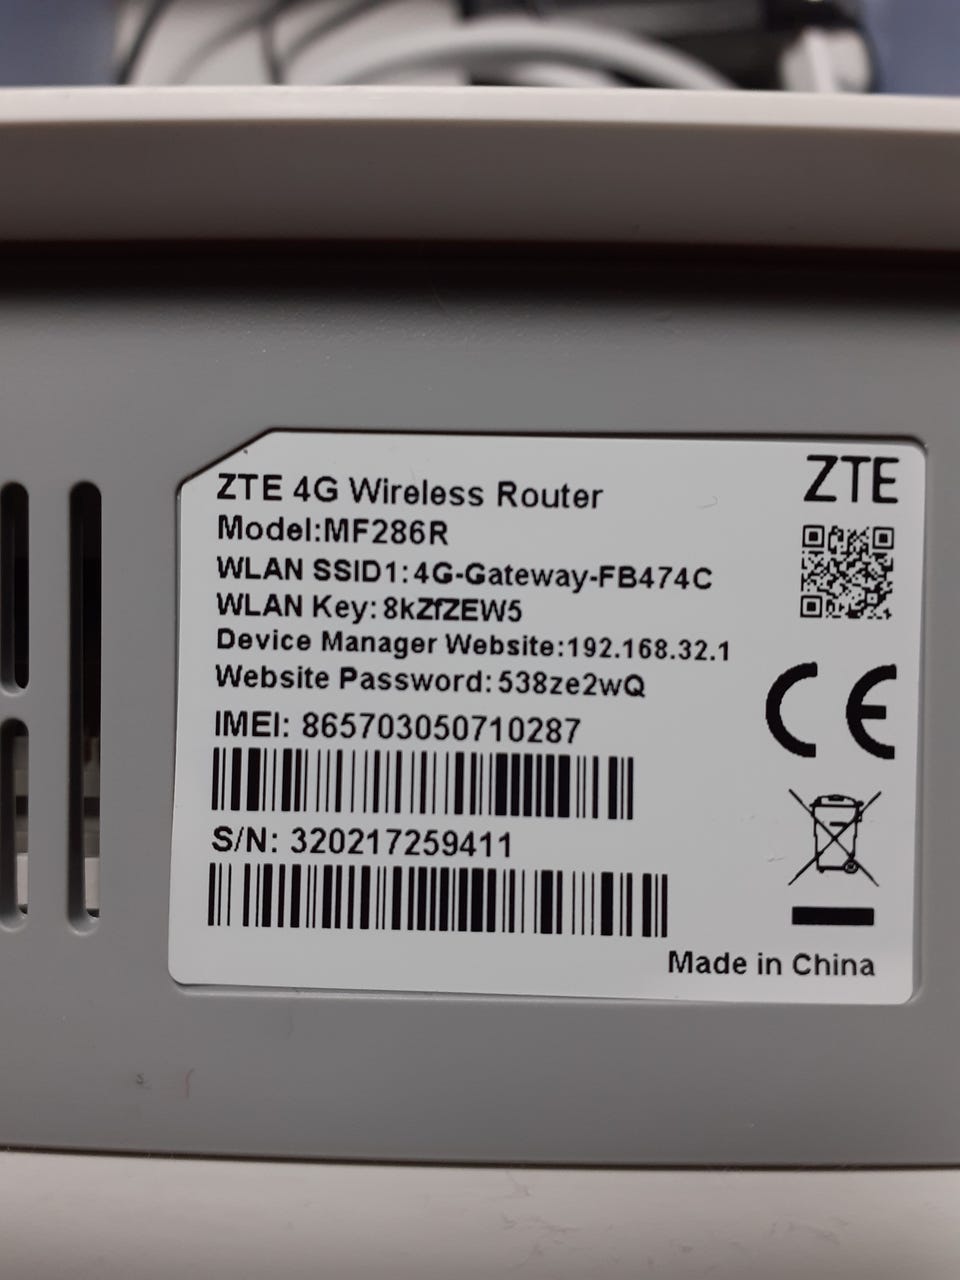 ZTE 4G Wireless Router
ZTE
Model:MF286R
WLAN SSID1:4G-Gateway-FB474C
WLAN Key:8kZfZEW5
Device Manager Website:192.168.32.1
Website Password:538ze2wQ
IMEI: 865703050710287
CE
S/N: 320217259411
Made in China